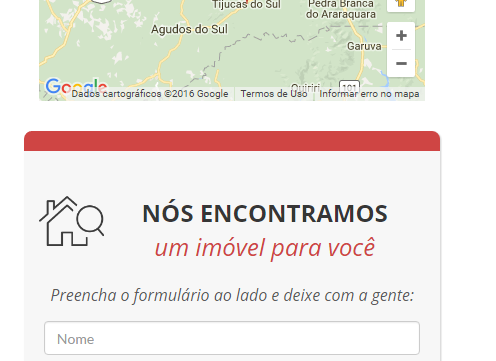 Tijucas do Sul
Pedra Branca
do Araraquara
Agudos do Sul
Garuva
+
−
Quiriri
101
Google
Dados cartográficos ©2016 Google
Termos de Uso
Informar erro no mapa
NÓS ENCONTRAMOS
um imóvel para você
Preencha o formulário ao lado e deixe com a gente:
Nome